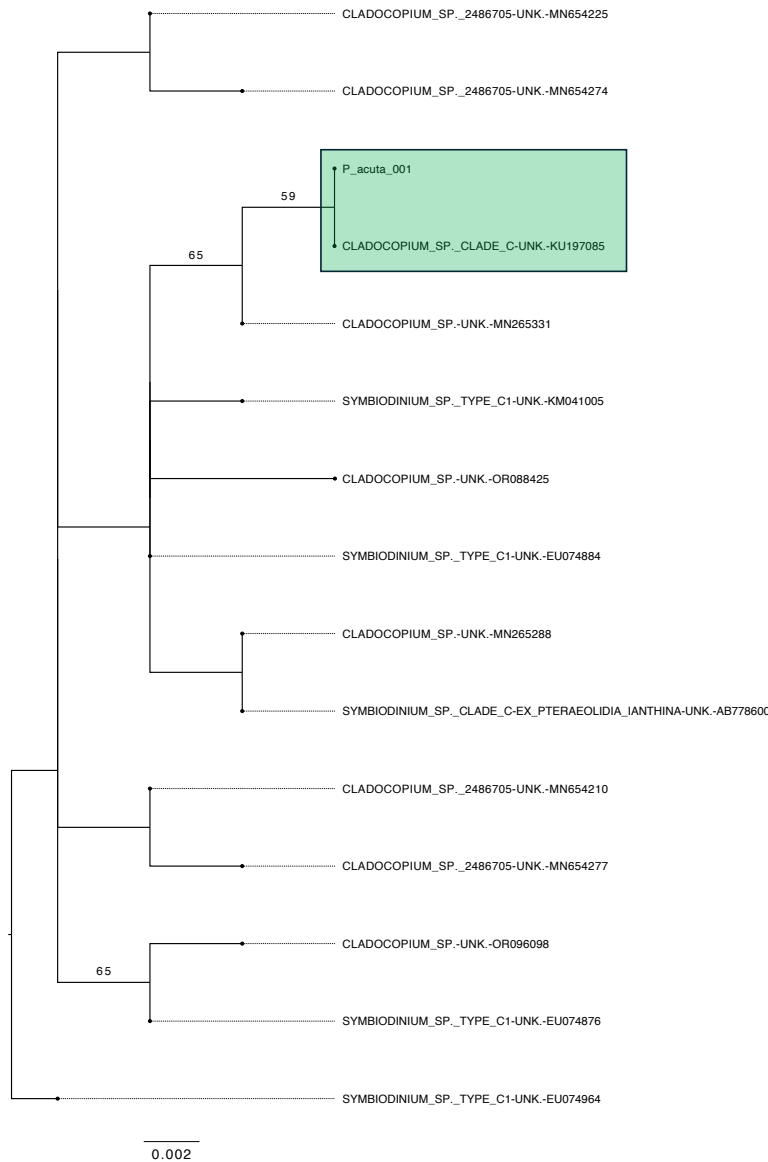 CLADOCOPIUM_SP._2486705-UNK.-MN654225
CLADOCOPIUM_SP._2486705-UNK.-MN654274
P_acuta_001
59
CLADOCOPIUM_SP._CLADE_C-UNK.-KU197085
65
CLADOCOPIUM_SP.-UNK.-MN265331
SYMBIODINIUM_SP._TYPE_C1-UNK.-KM041005
CLADOCOPIUM_SP.-UNK.-OR088425
SYMBIODINIUM_SP._TYPE_C1-UNK.-EU074884
CLADOCOPIUM_SP.-UNK.-MN265288
SYMBIODINIUM_SP._CLADE_C-EX_PTERAEOLIDIA_IANTHINA-UNK.-AB778600
CLADOCOPIUM_SP._2486705-UNK.-MN654210
CLADOCOPIUM_SP._2486705-UNK.-MN654277
CLADOCOPIUM_SP.-UNK.-OR096098
65
SYMBIODINIUM_SP._TYPE_C1-UNK.-EU074876
SYMBIODINIUM_SP._TYPE_C1-UNK.-EU074964
0.002